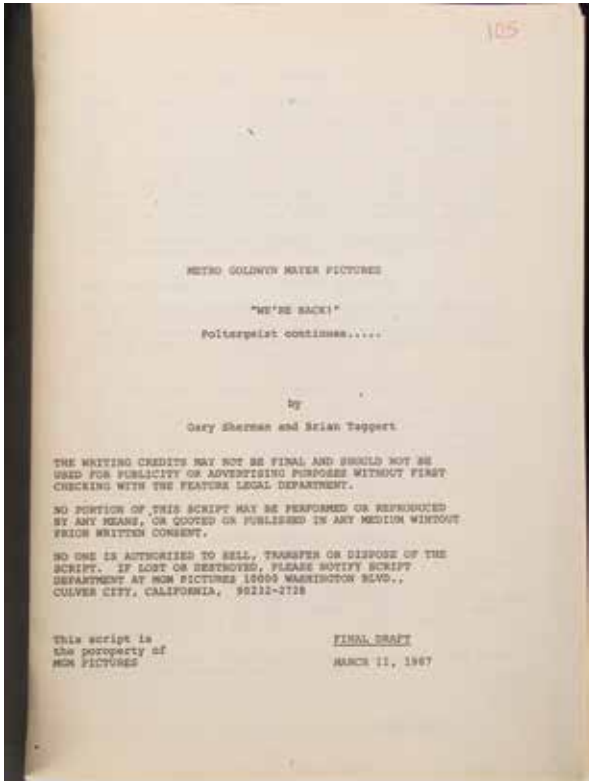 105
METRO GOLDWYN MAYER PICTURES
"WE'RE BACK!"
Poltergeist continues.....
by
Gary Sherman and Brian Taggert
THE WRITING CREDITS MAY NOT BE FINAL AND SHOULD NOT BE
USED FOR PUBLICITY OR ADVERTISING PURPOSES WITHOUT FIRST
CHECKING WITH THE FEATURE LEGAL DEPARTMENT.
NO PORTION OF THIS SCRIPT MAY BE PERFORMED OR REPRODUCED
BY ANY MEANS, OR QUOTED OR PUBLISHED IN ANY MEDIUM WINTOUT
PRIOR WRITTEN CONSENT.
NO ONE IS AUTHORIZED TO SELL, TRANSFER OR DISPOSE OF THE
SCRIPT. IF LOST OR DESTROYED, PLEASE NOTIFY SCRIPT
DEPARTMENT AT MGM PICTURES 10000 WASHINGTON BLVD.,
CULVER CITY, CALIFORNIA, 90232-2728
This script is
the poroperty of
MGM PICTURES
FINAL DRAFT
MARCH 11, 1987